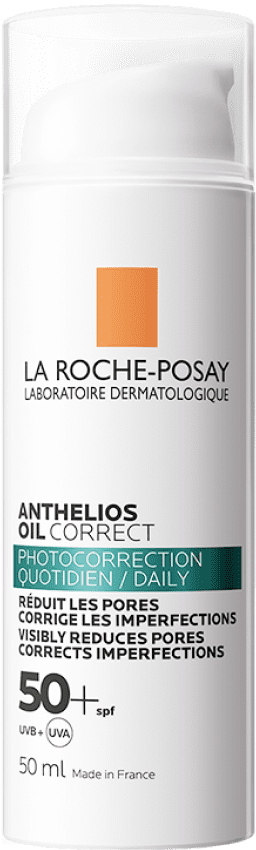 LA ROCHE-POSAY
LABORATOIRE DERMATOLOGIQUE
ANTHELIOS
OIL CORRECT
PHOTOCORRECTION
QUOTIDIEN / DAILY
RÉDUIT LES PORES
CORRIGE LES IMPERFECTIONS
VISIBLY REDUCES PORES
CORRECTS IMPERFECTIONS
50+ spf
UVB + UVA
50 ml Made in France